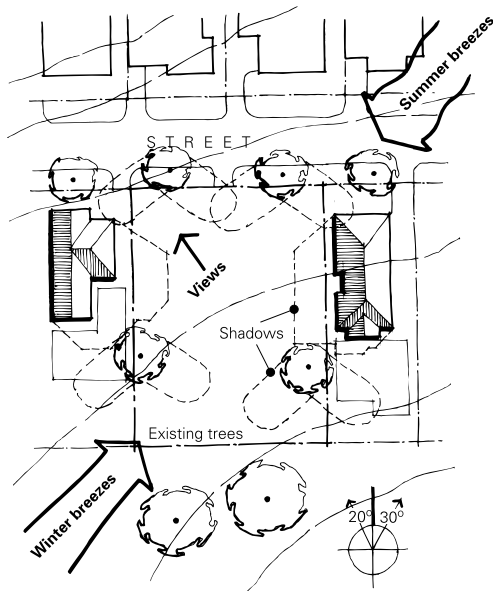 Summer breezes
STREET
Views
Shadows
Existing trees
Winter breezes
20° 30°